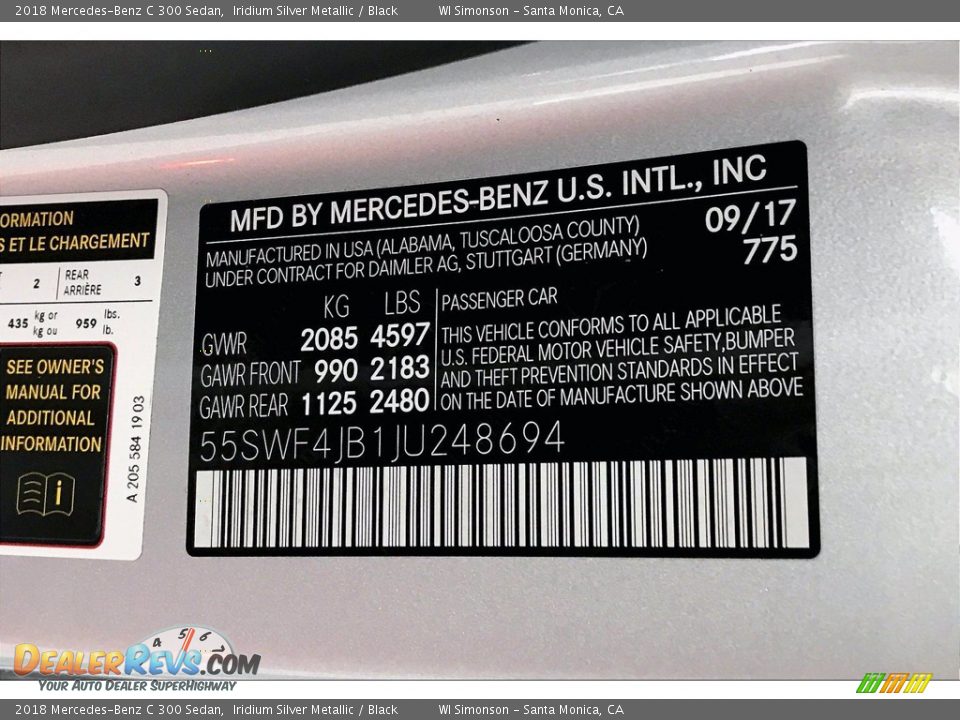 2018 Mercedes-Benz C 300 Sedan, Iridium Silver Metallic / Black WI Simonson - Santa Monica, CA
ORMATION
S ET LE CHARGEMENT
2 REAR ARRIÈRE 3
435 kg or kg ou 959 lbs. lb.
SEE OWNER'S
MANUAL FOR
ADDITIONAL
INFORMATION
i
A 205 584 19 03
MFD BY MERCEDES-BENZ U.S. INTL., INC
MANUFACTURED IN USA (ALABAMA, TUSCALOOSA COUNTY) 09/17
UNDER CONTRACT FOR DAIMLER AG, STUTTGART (GERMANY) 775
KG LBS
GVWR 2085 4597
GAWR FRONT 990 2183
GAWR REAR 1125 2480
PASSENGER CAR
THIS VEHICLE CONFORMS TO ALL APPLICABLE
U.S. FEDERAL MOTOR VEHICLE SAFETY,BUMPER
AND THEFT PREVENTION STANDARDS IN EFFECT
ON THE DATE OF MANUFACTURE SHOWN ABOVE
55SWF4JB1JU248694
4 5 6 7
DEALERREVS.COM
YOUR AUTO DEALER SUPERHIGHWAY
2018 Mercedes-Benz C 300 Sedan, Iridium Silver Metallic / Black WI Simonson - Santa Monica, CA